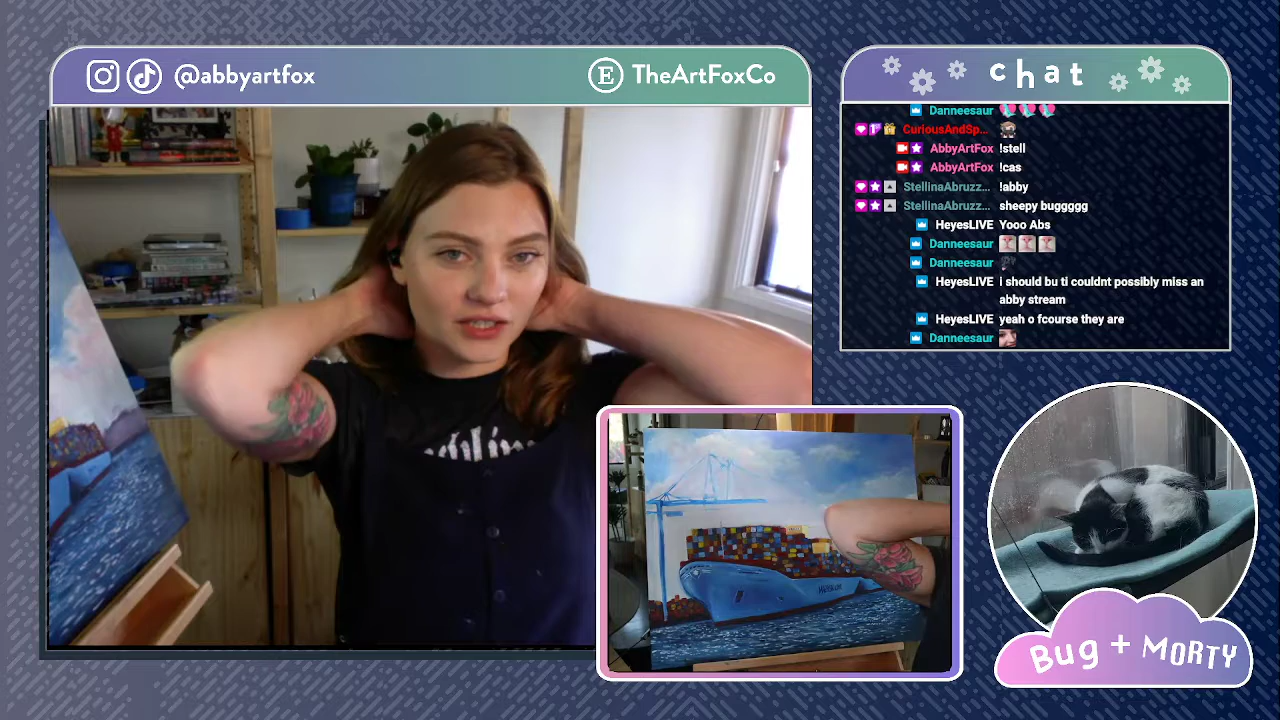 @abbyartfox
TheArtFoxCo
chat
Danneesaur
CuriousAndSp...
AbbyArtFox !stell
AbbyArtFox !cas
StellinaAbruzz... !abby
StellinaAbruzz... sheepy buggggg
HeyesLIVE Yooo Abs
Danneesaur
Danneesaur
HeyesLIVE i should bu ti couldnt possibly miss an
abby stream
HeyesLIVE yeah o fcourse they are
Danneesaur
Bug + MORTY